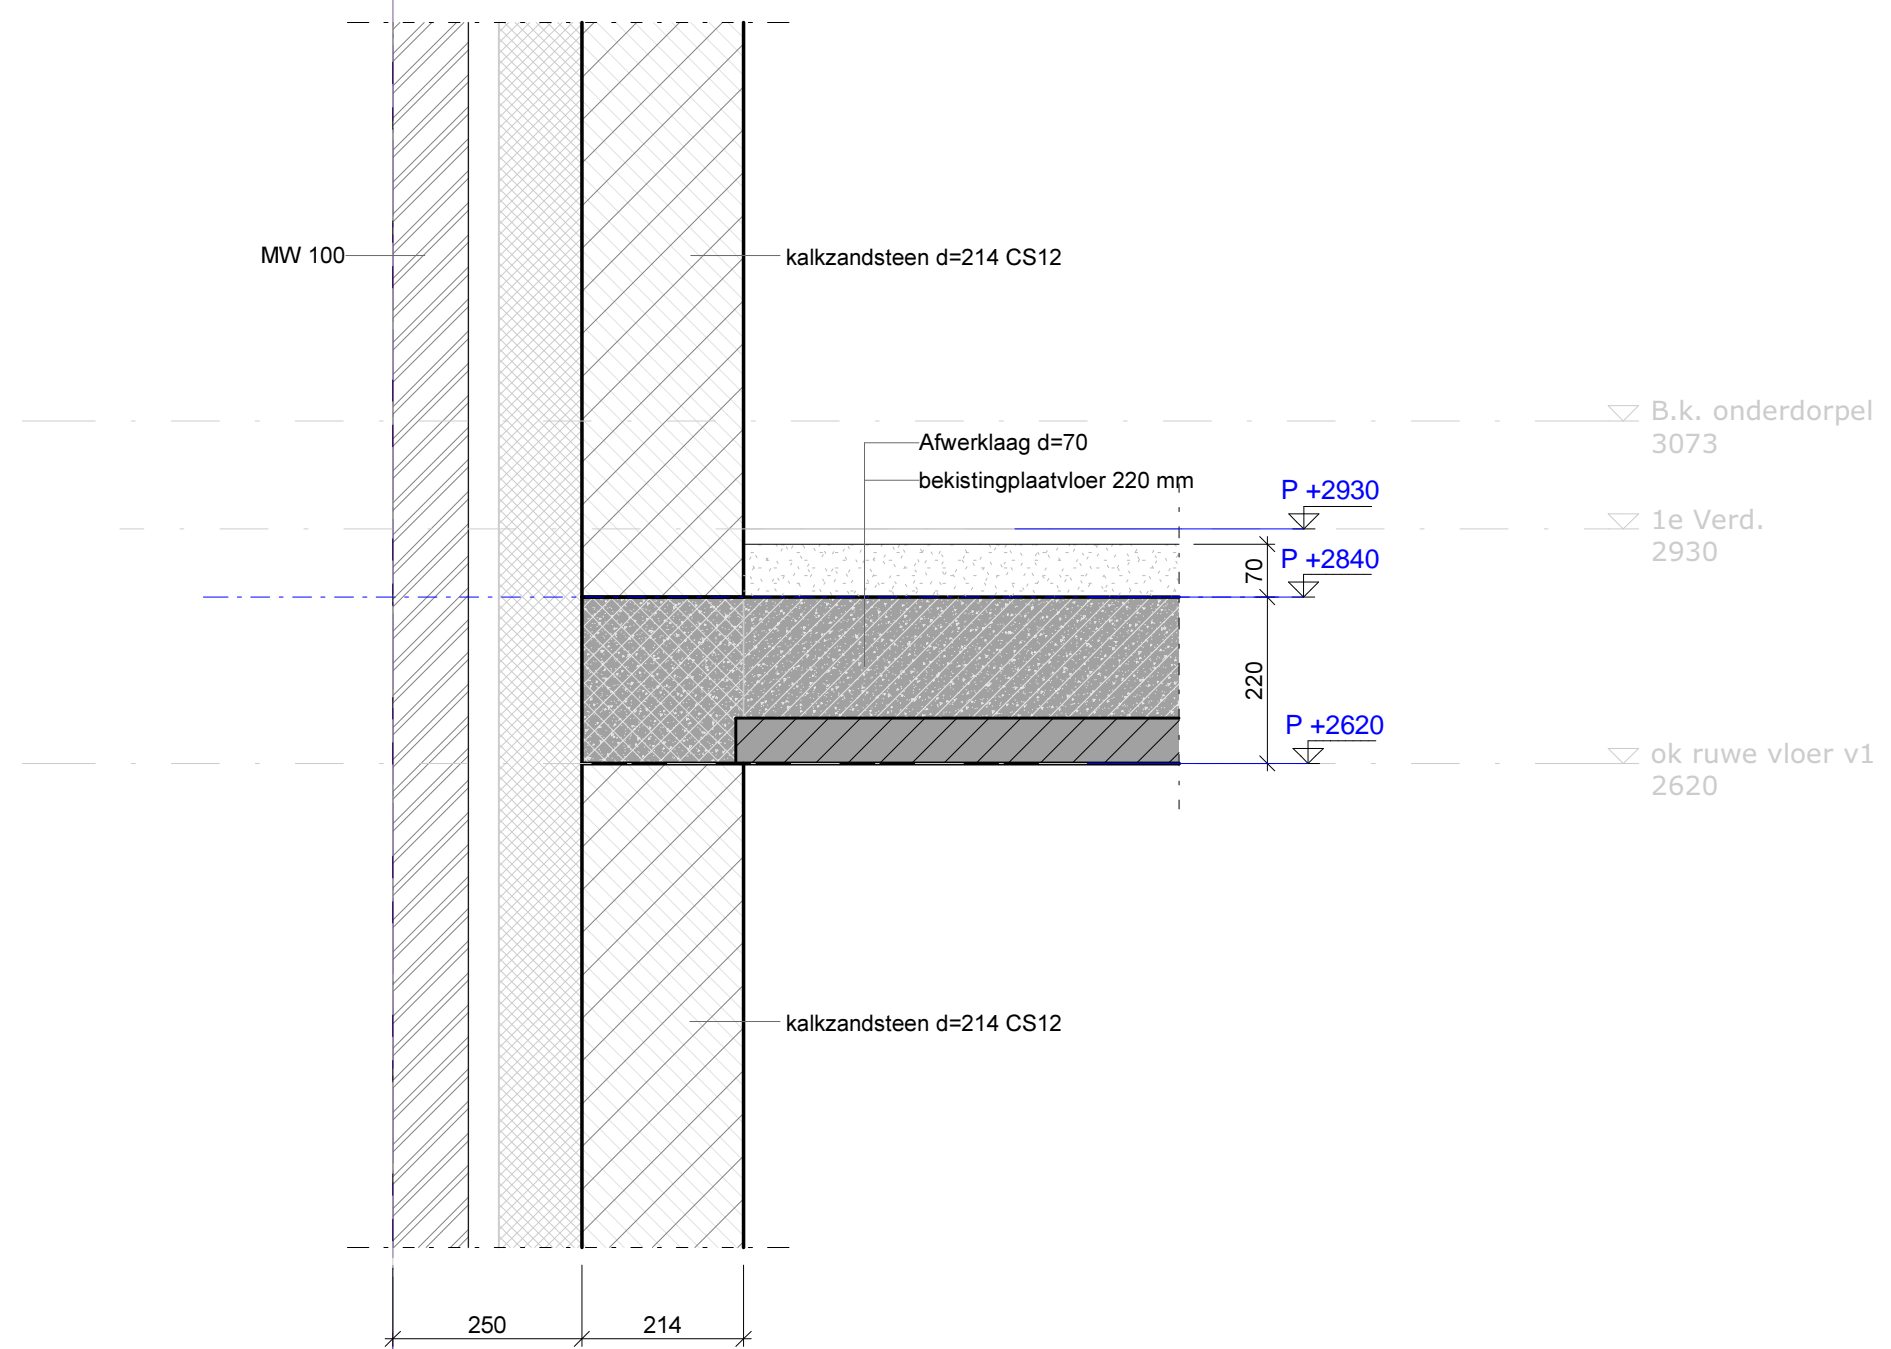 MW 100
kalkzandsteen d=214 CS12
B.k. onderdorpel
3073
Afwerklaag d=70
bekistingplaatvloer 220 mm
P +2930
1e Verd.
2930
P +2840
70
220
P +2620
ok ruwe vloer v1
2620
kalkzandsteen d=214 CS12
250
214